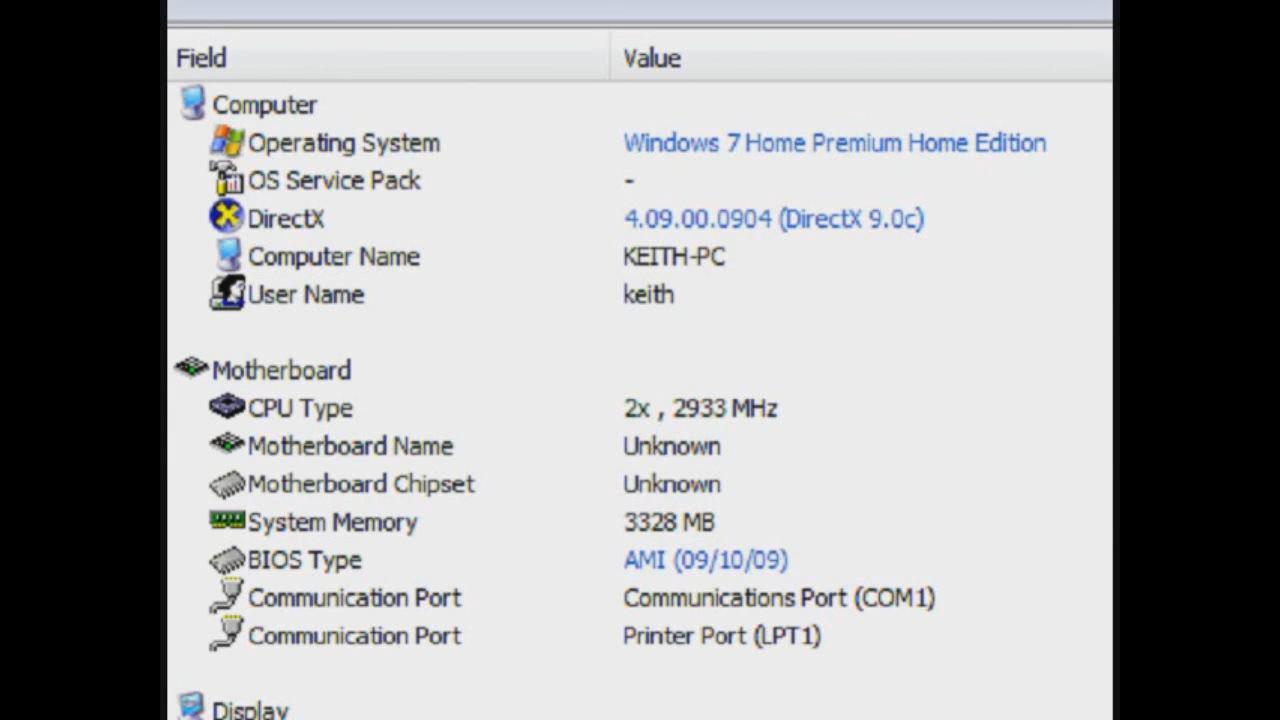 Field Value
Computer
Operating System Windows 7 Home Premium Home Edition
OS Service Pack -
DirectX 4.09.00.0904 (DirectX 9.0c)
Computer Name KEITH-PC
User Name keith
Motherboard
CPU Type 2x , 2933 MHz
Motherboard Name Unknown
Motherboard Chipset Unknown
System Memory 3328 MB
BIOS Type AMI (09/10/09)
Communication Port Communications Port (COM1)
Communication Port Printer Port (LPT1)
Display